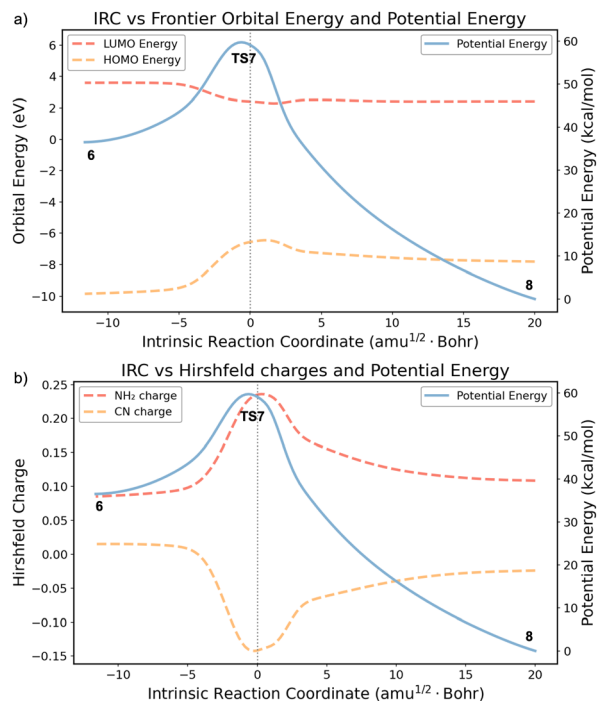 a)
IRC vs Frontier Orbital Energy and Potential Energy
LUMO Energy
HOMO Energy
Potential Energy
TS7
6
8
6
4
2
0
−2
−4
−6
−8
−10
Orbital Energy (eV)
60
50
40
30
20
10
0
Potential Energy (kcal/mol)
−10
−5
0
5
10
15
20
Intrinsic Reaction Coordinate (amu^{1/2} · Bohr)
b)
IRC vs Hirshfeld charges and Potential Energy
NH₂ charge
CN charge
Potential Energy
TS7
6
8
0.25
0.20
0.15
0.10
0.05
0.00
−0.05
−0.10
−0.15
Hirshfeld Charge
60
50
40
30
20
10
0
Potential Energy (kcal/mol)
−10
−5
0
5
10
15
20
Intrinsic Reaction Coordinate (amu^{1/2} · Bohr)